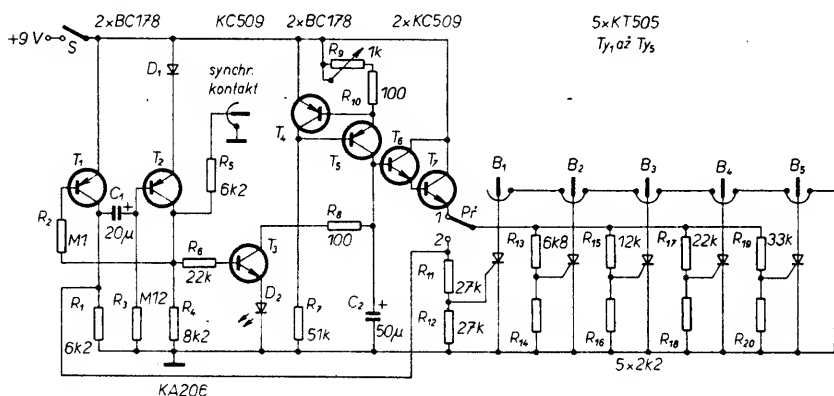 2×BC178
KC509
2×BC178
2×KC509
5×KT505
Ty1 až Ty5
+9 V
S
D1
synchr.
kontakt
R9
1k
R10
100
T1
T2
T4
T5
T6
T7
R5
6k2
B1
B2
B3
B4
B5
C1
+
20μ
R2
M1
1
Př
2
R6
22k
T3
R8
100
R13
6k8
R15
12k
R17
22k
R19
33k
R11
27k
R1
6k2
R3
M12
R4
8k2
D2
R7
51k
C2
+
50μ
R12
27k
R14
R16
R18
R20
5×2k2
KA206